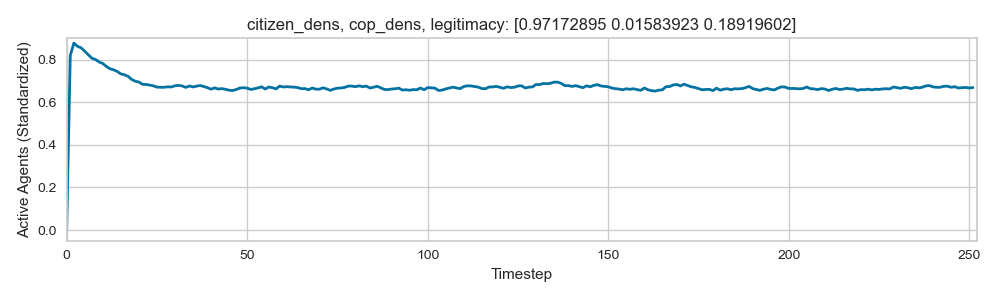 citizen_dens, cop_dens, legitimacy: [0.97172895 0.01583923 0.18919602]
Active Agents (Standardized)
0.8
0.6
0.4
0.2
0.0
0 50 100 150 200 250
Timestep